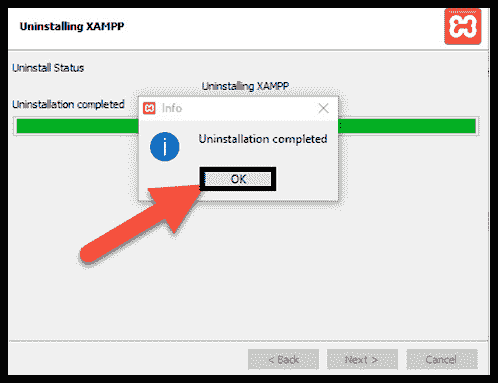 Uninstalling XAMPP
Uninstall Status
Uninstalling XAMPP
Uninstallation completed
Info
Uninstallation completed
OK
< Back
Next >
Cancel